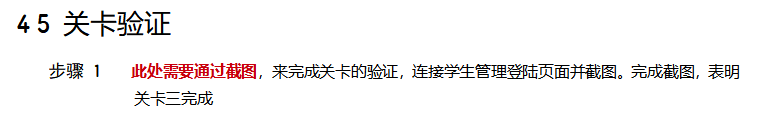 4 5 关卡验证
步骤 1 此处需要通过截图，来完成关卡的验证，连接学生管理登陆页面并截图。完成截图，表明
关卡三完成